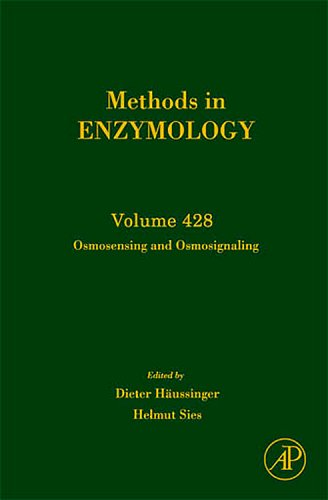 Methods in
ENZYMOLOGY
Volume 428
Osmosensing and Osmosignaling
Edited by
Dieter Häussinger
Helmut Sies
AP